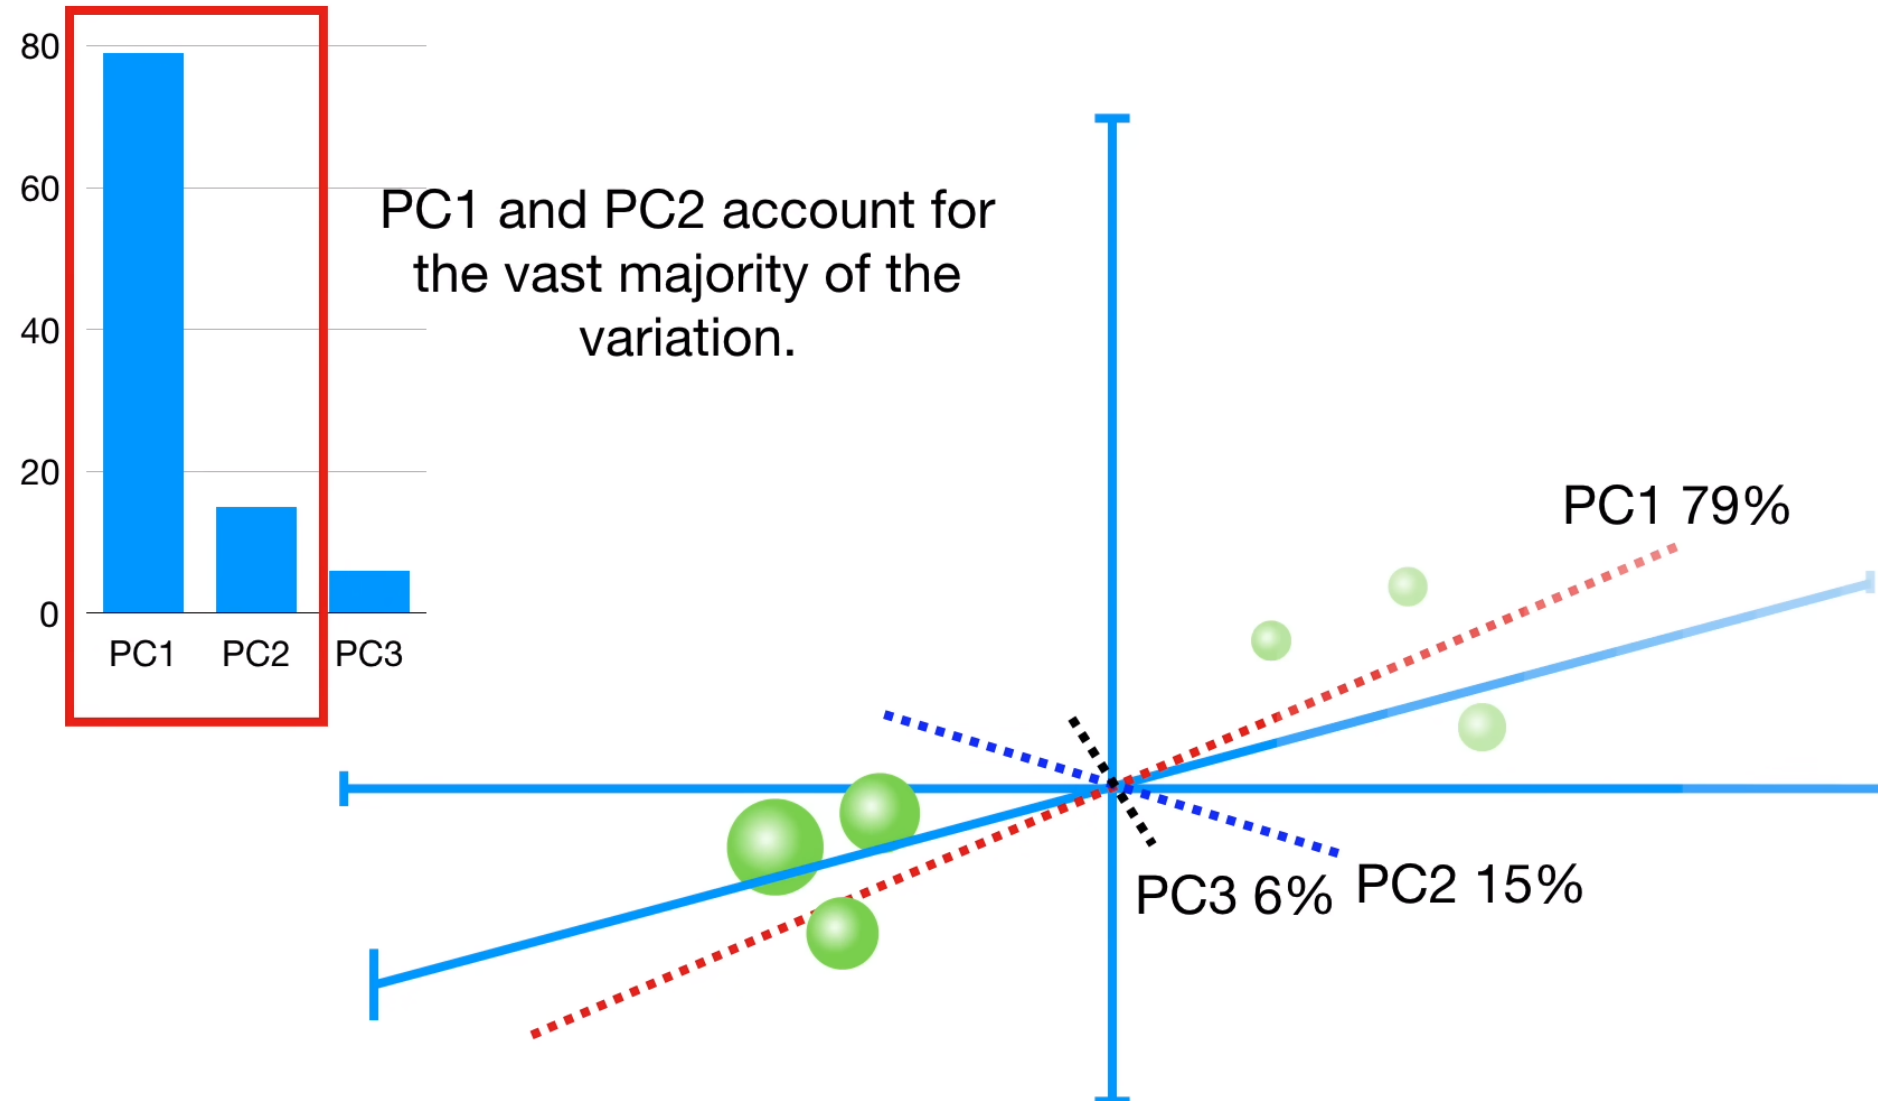 80
60
40
20
0
PC1 PC2 PC3
PC1 and PC2 account for
the vast majority of the
variation.
PC1 79%
PC3 6%
PC2 15%